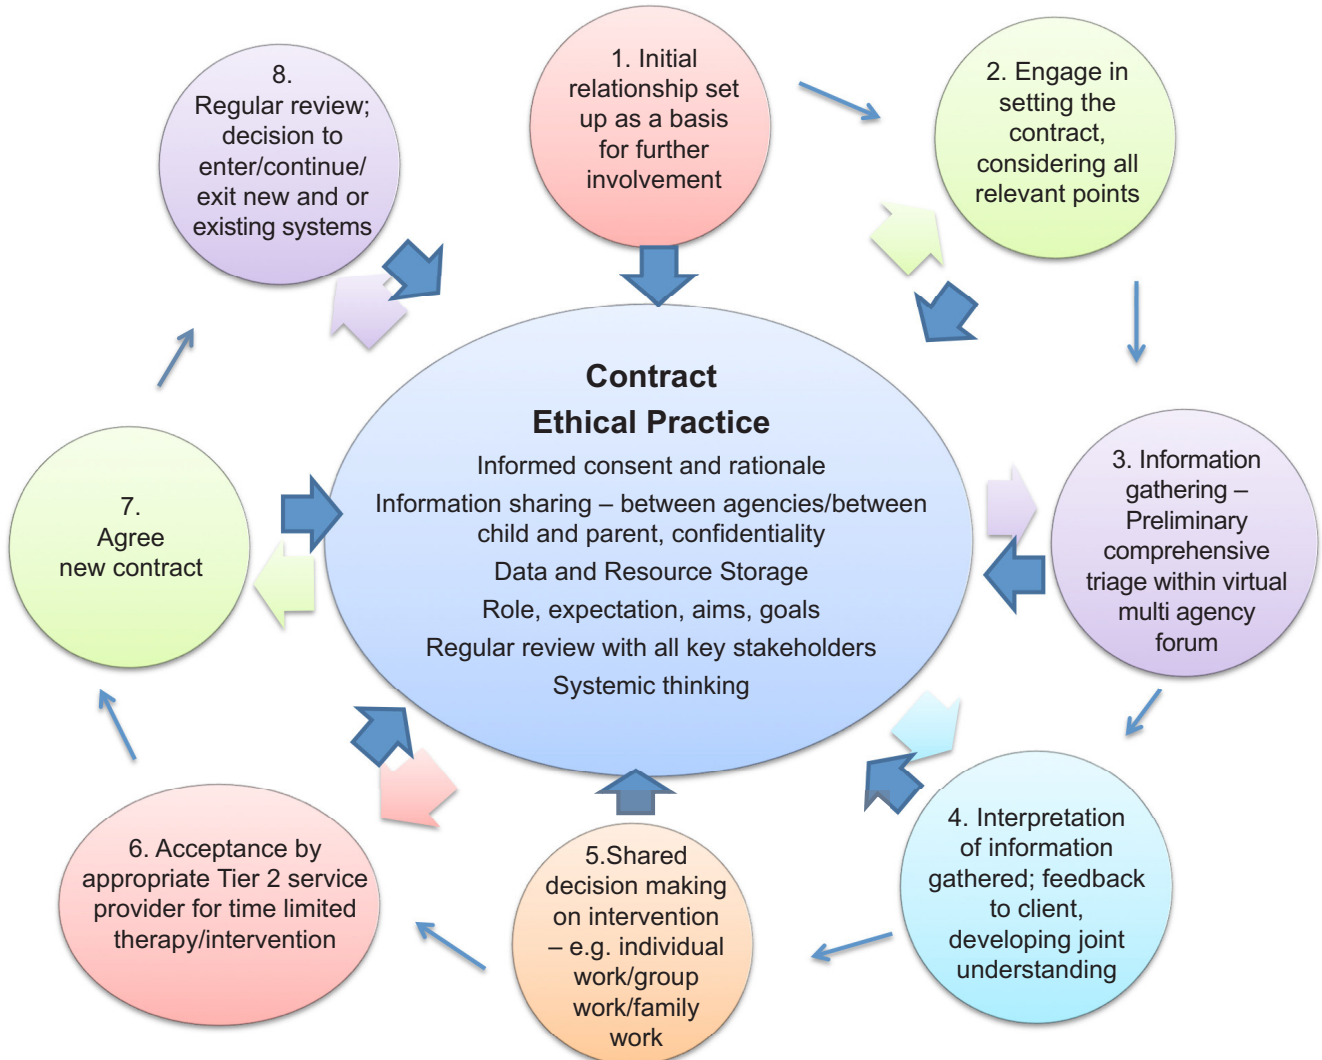 1. Initial
relationship set
up as a basis
for further
involvement
2. Engage in
setting the
contract,
considering all
relevant points
3. Information
gathering –
Preliminary
comprehensive
triage within virtual
multi agency
forum
4. Interpretation
of information
gathered; feedback
to client,
developing joint
understanding
5.Shared
decision making
on intervention
– e.g. individual
work/group
work/family
work
6. Acceptance by
appropriate Tier 2 service
provider for time limited
therapy/intervention
7.
Agree
new contract
8.
Regular review;
decision to
enter/continue/
exit new and or
existing systems
Contract
Ethical Practice
Informed consent and rationale
Information sharing – between agencies/between
child and parent, confidentiality
Data and Resource Storage
Role, expectation, aims, goals
Regular review with all key stakeholders
Systemic thinking